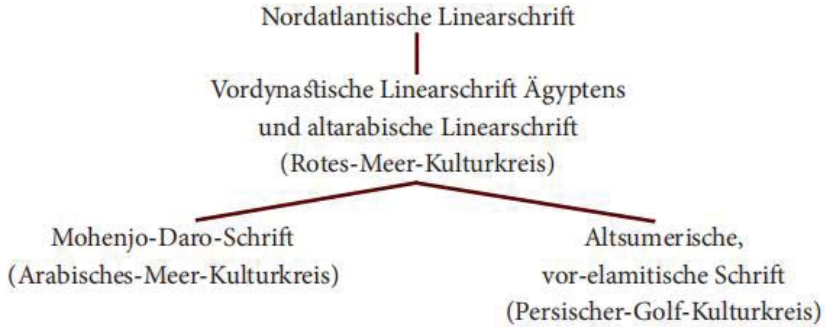 Nordatlantische Linearschrift
Vordynastische Linearschrift Ägyptens
und altarabische Linearschrift
(Rotes-Meer-Kulturkreis)
Mohenjo-Daro-Schrift
(Arabisches-Meer-Kulturkreis)
Altsumerische,
vor-elamitische Schrift
(Persischer-Golf-Kulturkreis)